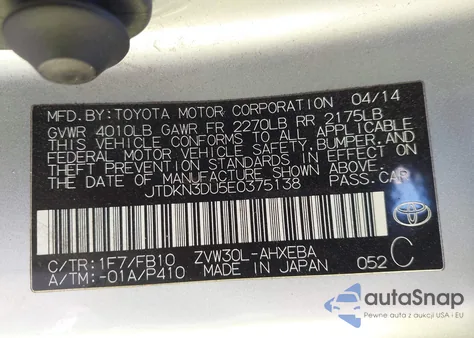 MFD. BY: TOYOTA MOTOR CORPORATION 04/14
GVWR 4010LB GAWR FR 2270LB RR 2175LB
THIS VEHICLE CONFORMS TO ALL APPLICABLE
FEDERAL MOTOR VEHICLE SAFETY, BUMPER, AND
THEFT PREVENTION STANDARDS IN EFFECT ON
THE DATE OF MANUFACTURE SHOWN ABOVE.
JTDKN3DU5E0375138 PASS. CAR
C/TR: 1F7/FB10 ZVW30L-AHXEBA
A/TM: -01A/P410 MADE IN JAPAN 052 C
autaSnap
Pewne auta z aukcji USA i EU